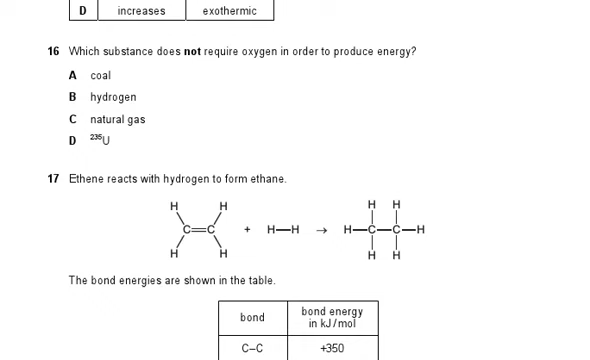 D increases exothermic
16 Which substance does not require oxygen in order to produce energy?
A coal
B hydrogen
C natural gas
D ²³⁵U
17 Ethene reacts with hydrogen to form ethane.
H H H H
C=C + H—H → H—C—C—H
H H H H
The bond energies are shown in the table.
bond bond energy
in kJ/mol
C–C +350